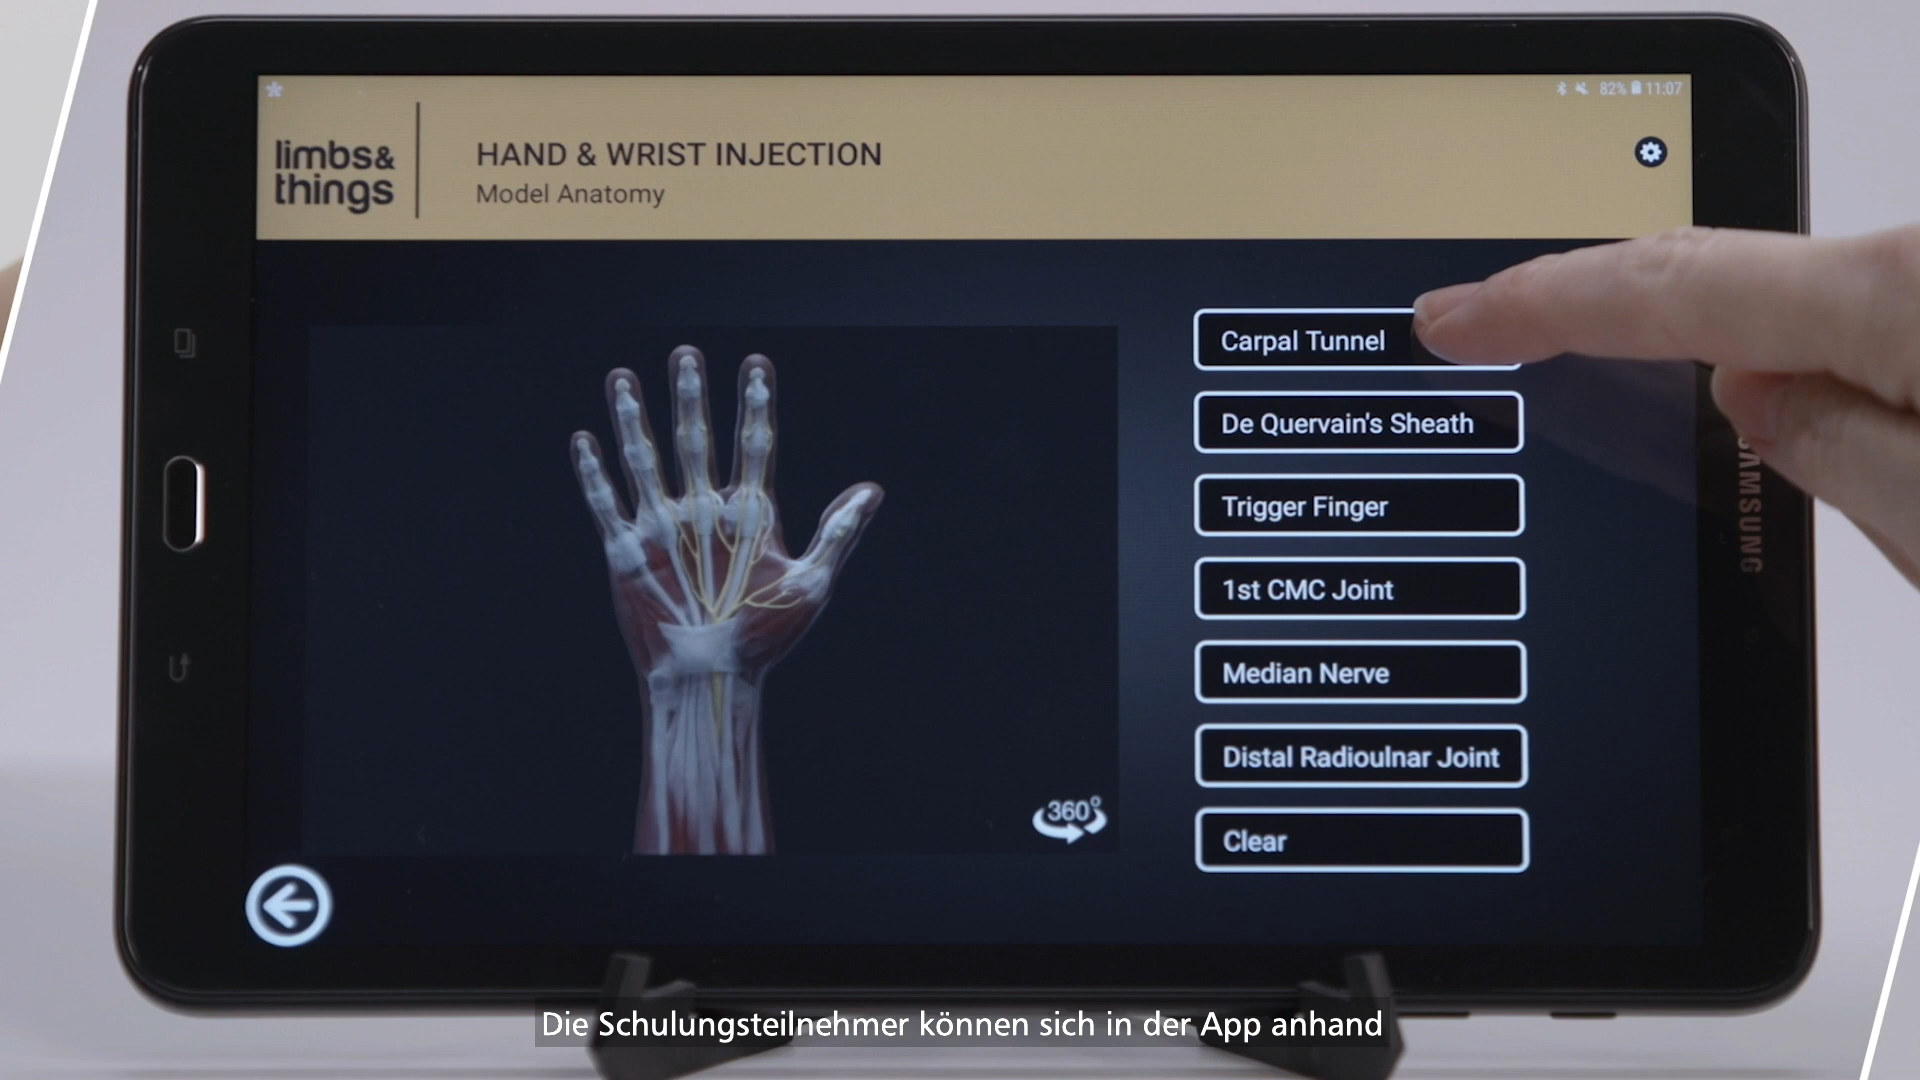 82% 11:07
limbs&
things
HAND & WRIST INJECTION
Model Anatomy
Carpal Tunnel
De Quervain's Sheath
Trigger Finger
1st CMC Joint
Median Nerve
Distal Radioulnar Joint
Clear
360°
SAMSUNG
Die Schulungsteilnehmer können sich in der App anhand